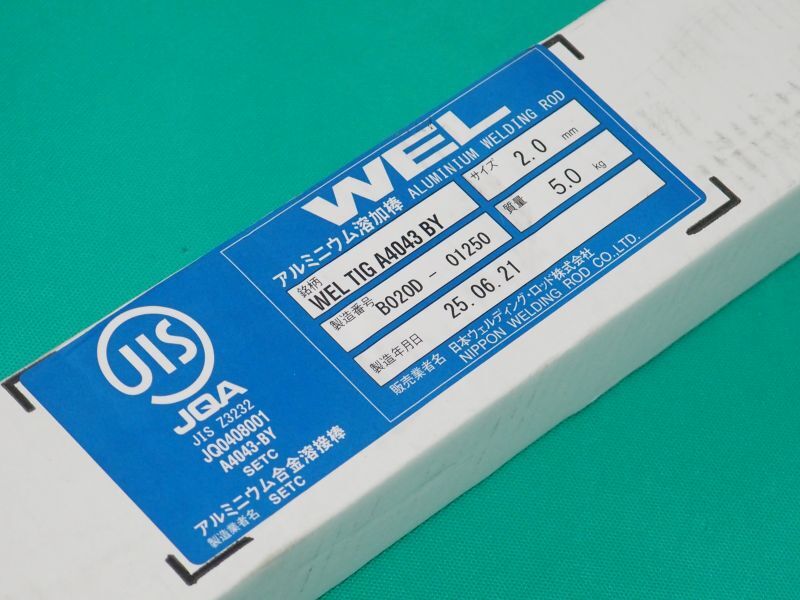 WEL
アルミニウム溶加棒 ALUMINIUM WELDING ROD
銘柄 WEL TIG A4043 BY
サイズ 2.0 mm
製造番号 B020D - 01250
質量 5.0 kg
製造年月日 25.06.21
販売業者名 日本ウェルディング・ロッド株式会社
NIPPON WELDING ROD CO.,LTD.
JIS
JQA
JIS Z3232
JQ0408001
A4043-BY
SETC
アルミニウム合金溶接棒
製造業者名 SETC